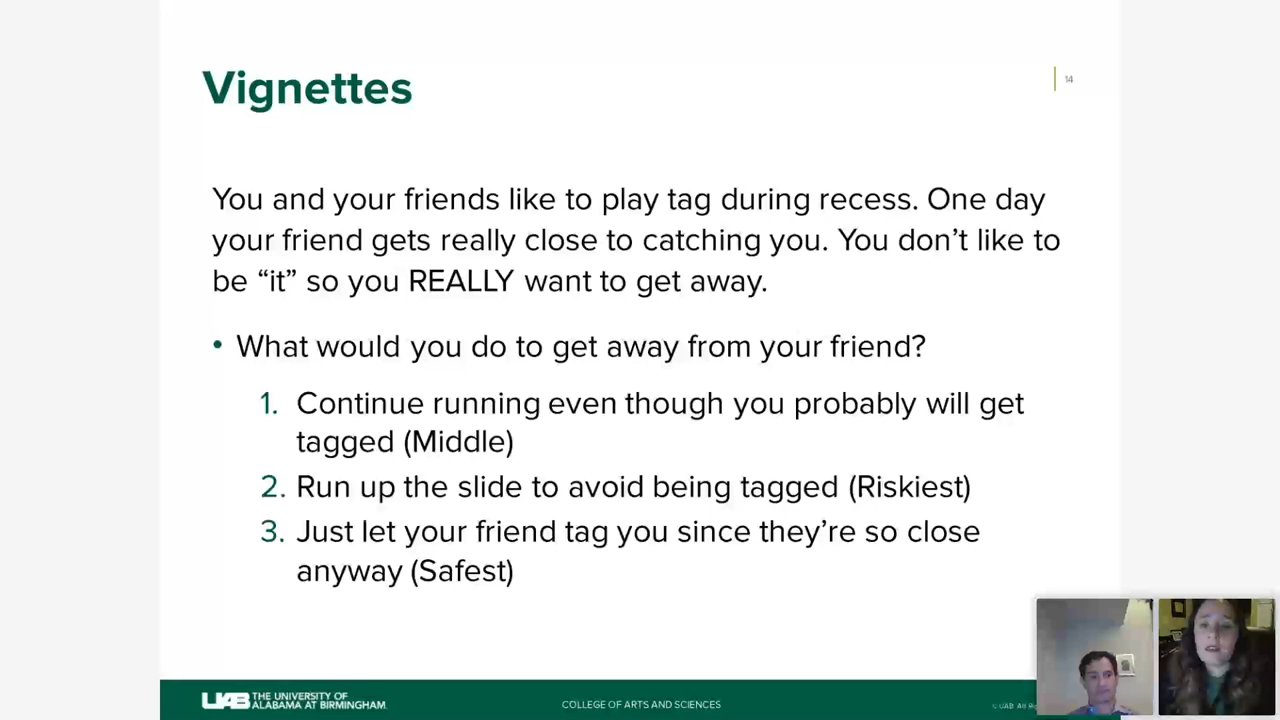 Vignettes
14
You and your friends like to play tag during recess. One day
your friend gets really close to catching you. You don’t like to
be “it” so you REALLY want to get away.
• What would you do to get away from your friend?
1. Continue running even though you probably will get
tagged (Middle)
2. Run up the slide to avoid being tagged (Riskiest)
3. Just let your friend tag you since they’re so close
anyway (Safest)
UAB THE UNIVERSITY OF
ALABAMA AT BIRMINGHAM.
COLLEGE OF ARTS AND SCIENCES
© UAB. All